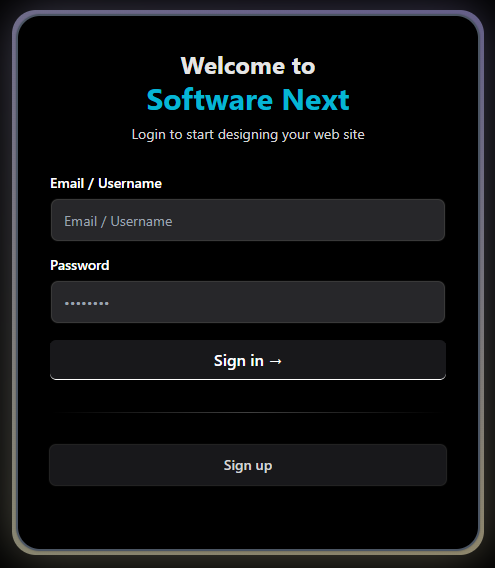 Welcome to
Software Next
Login to start designing your web site
Email / Username
Email / Username
Password
••••••••
Sign in →
Sign up